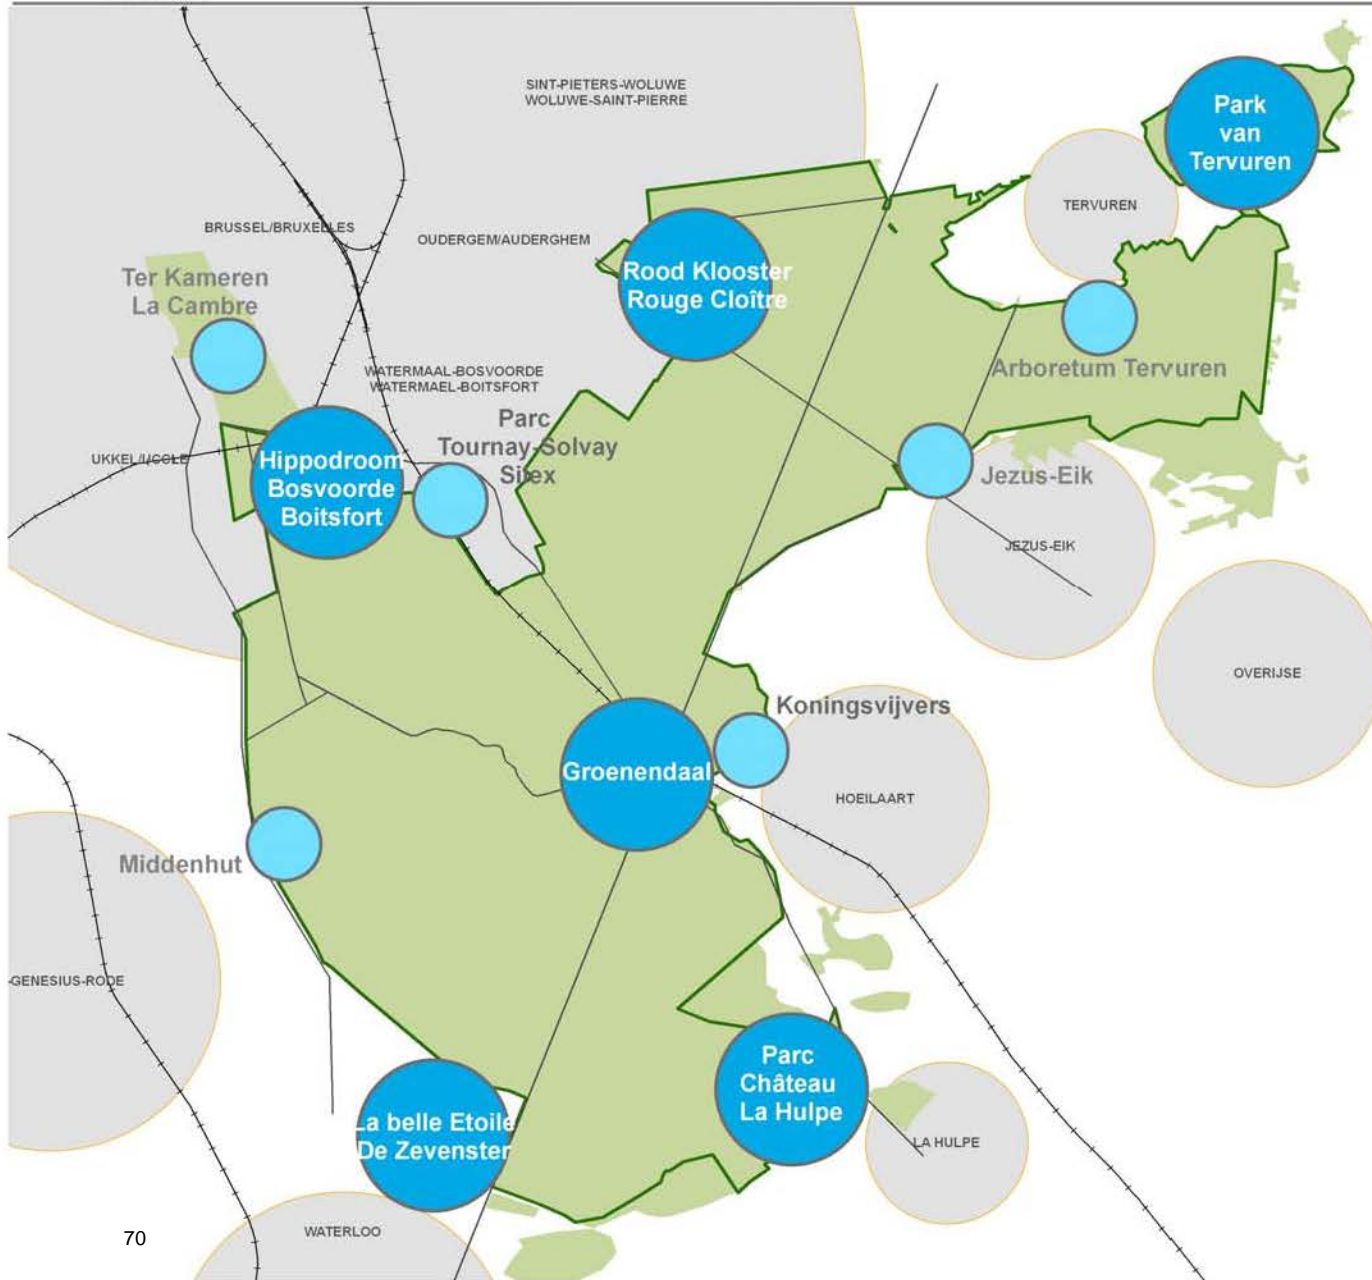 SINT-PIETERS-WOLUWE
WOLUWE-SAINT-PIERRE
Park
van
Tervuren
TERVUREN
BRUSSEL/BRUXELLES
OUDERGEM/AUDERGHEM
Ter Kameren
La Cambre
Rood Klooster
Rouge Cloître
WATERMAAL-BOSVOORDE
WATERMAEL-BOITSFORT
Arboretum Tervuren
Parc
Tournay-Solvay
Silex
UKKEL/UCCLE
Hippodroom
Bosvoorde
Boitsfort
Jezus-Eik
JEZUS-EIK
OVERIJSE
Koningsvijvers
Groenendaal
HOEILAART
Middenhut
-GENESIUS-RODE
Parc
Château
La Hulpe
La belle Etoile
De Zevenster
LA HULPE
WATERLOO
70